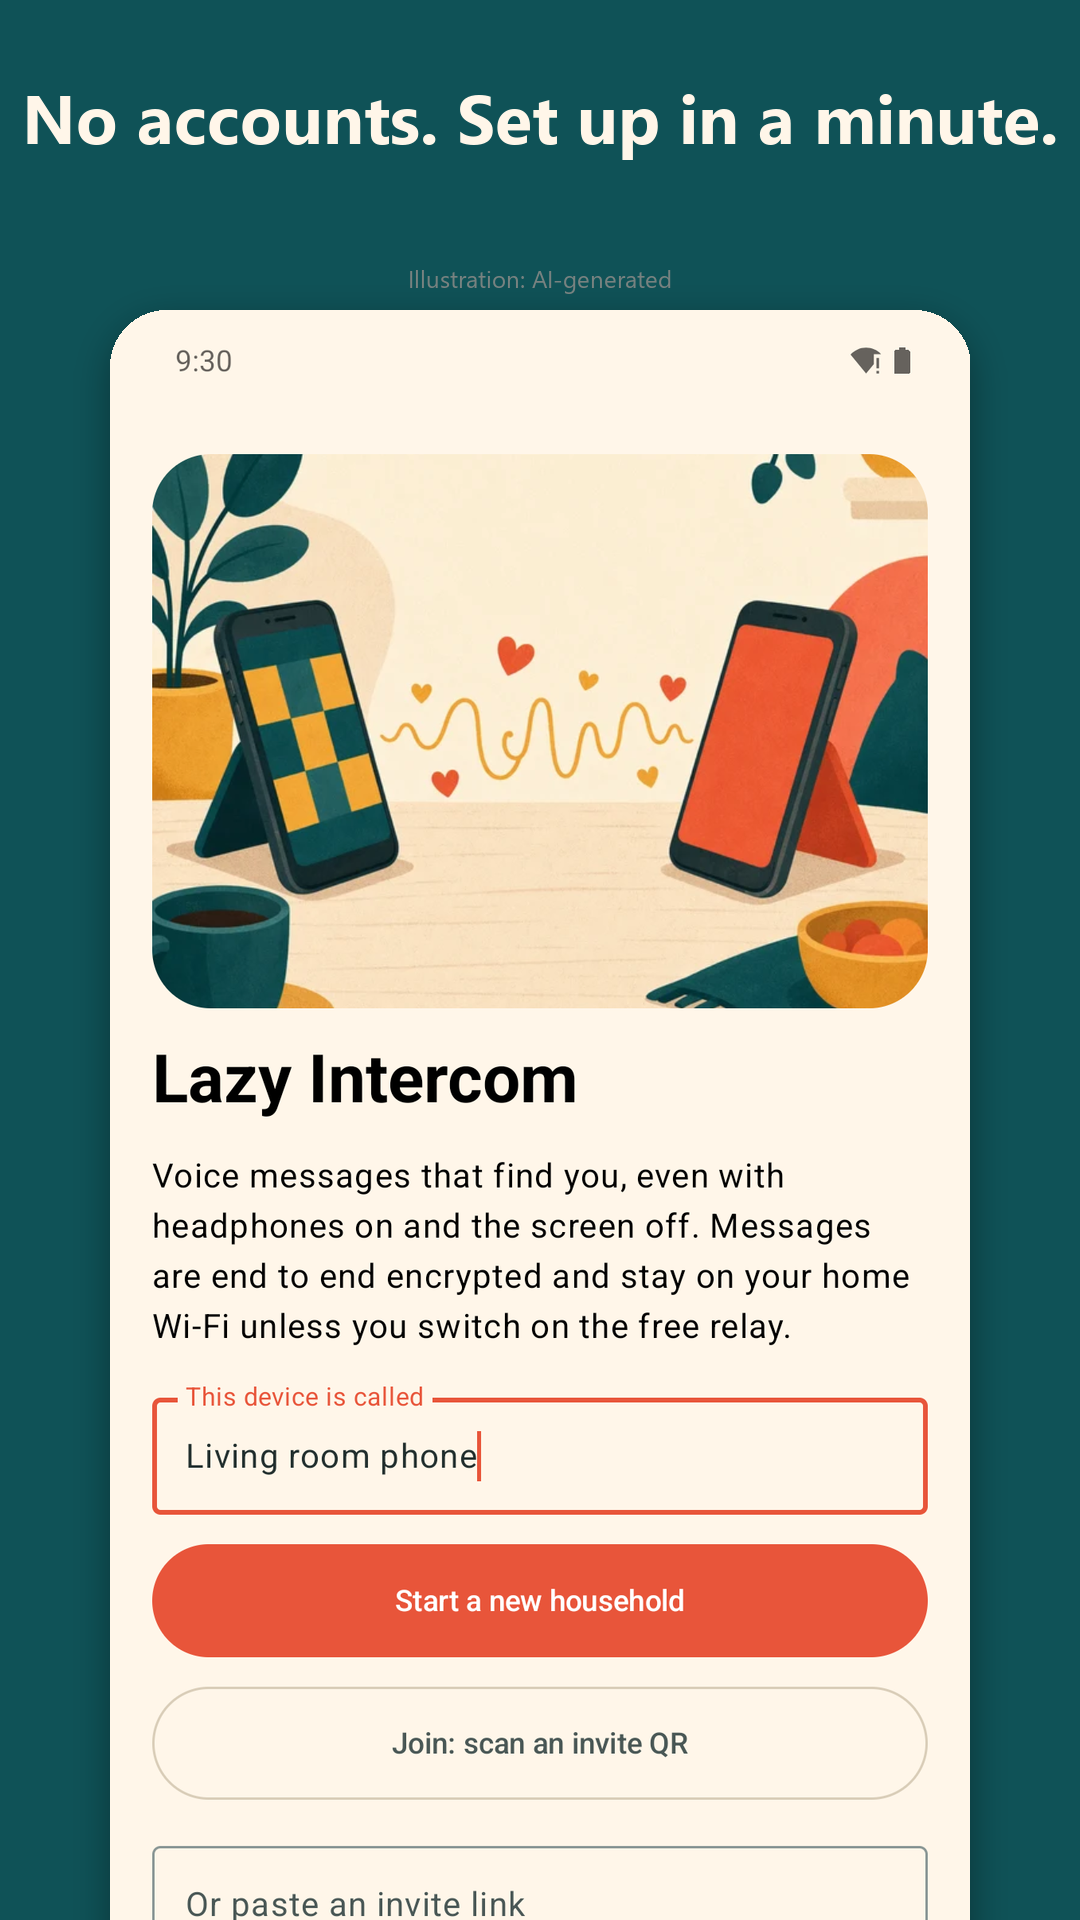 No accounts. Set up in a minute.
Illustration: AI-generated
9:30
Lazy Intercom
Voice messages that find you, even with
headphones on and the screen off. Messages
are end to end encrypted and stay on your home
Wi-Fi unless you switch on the free relay.
This device is called
Living room phone
Start a new household
Join: scan an invite QR
Or paste an invite link